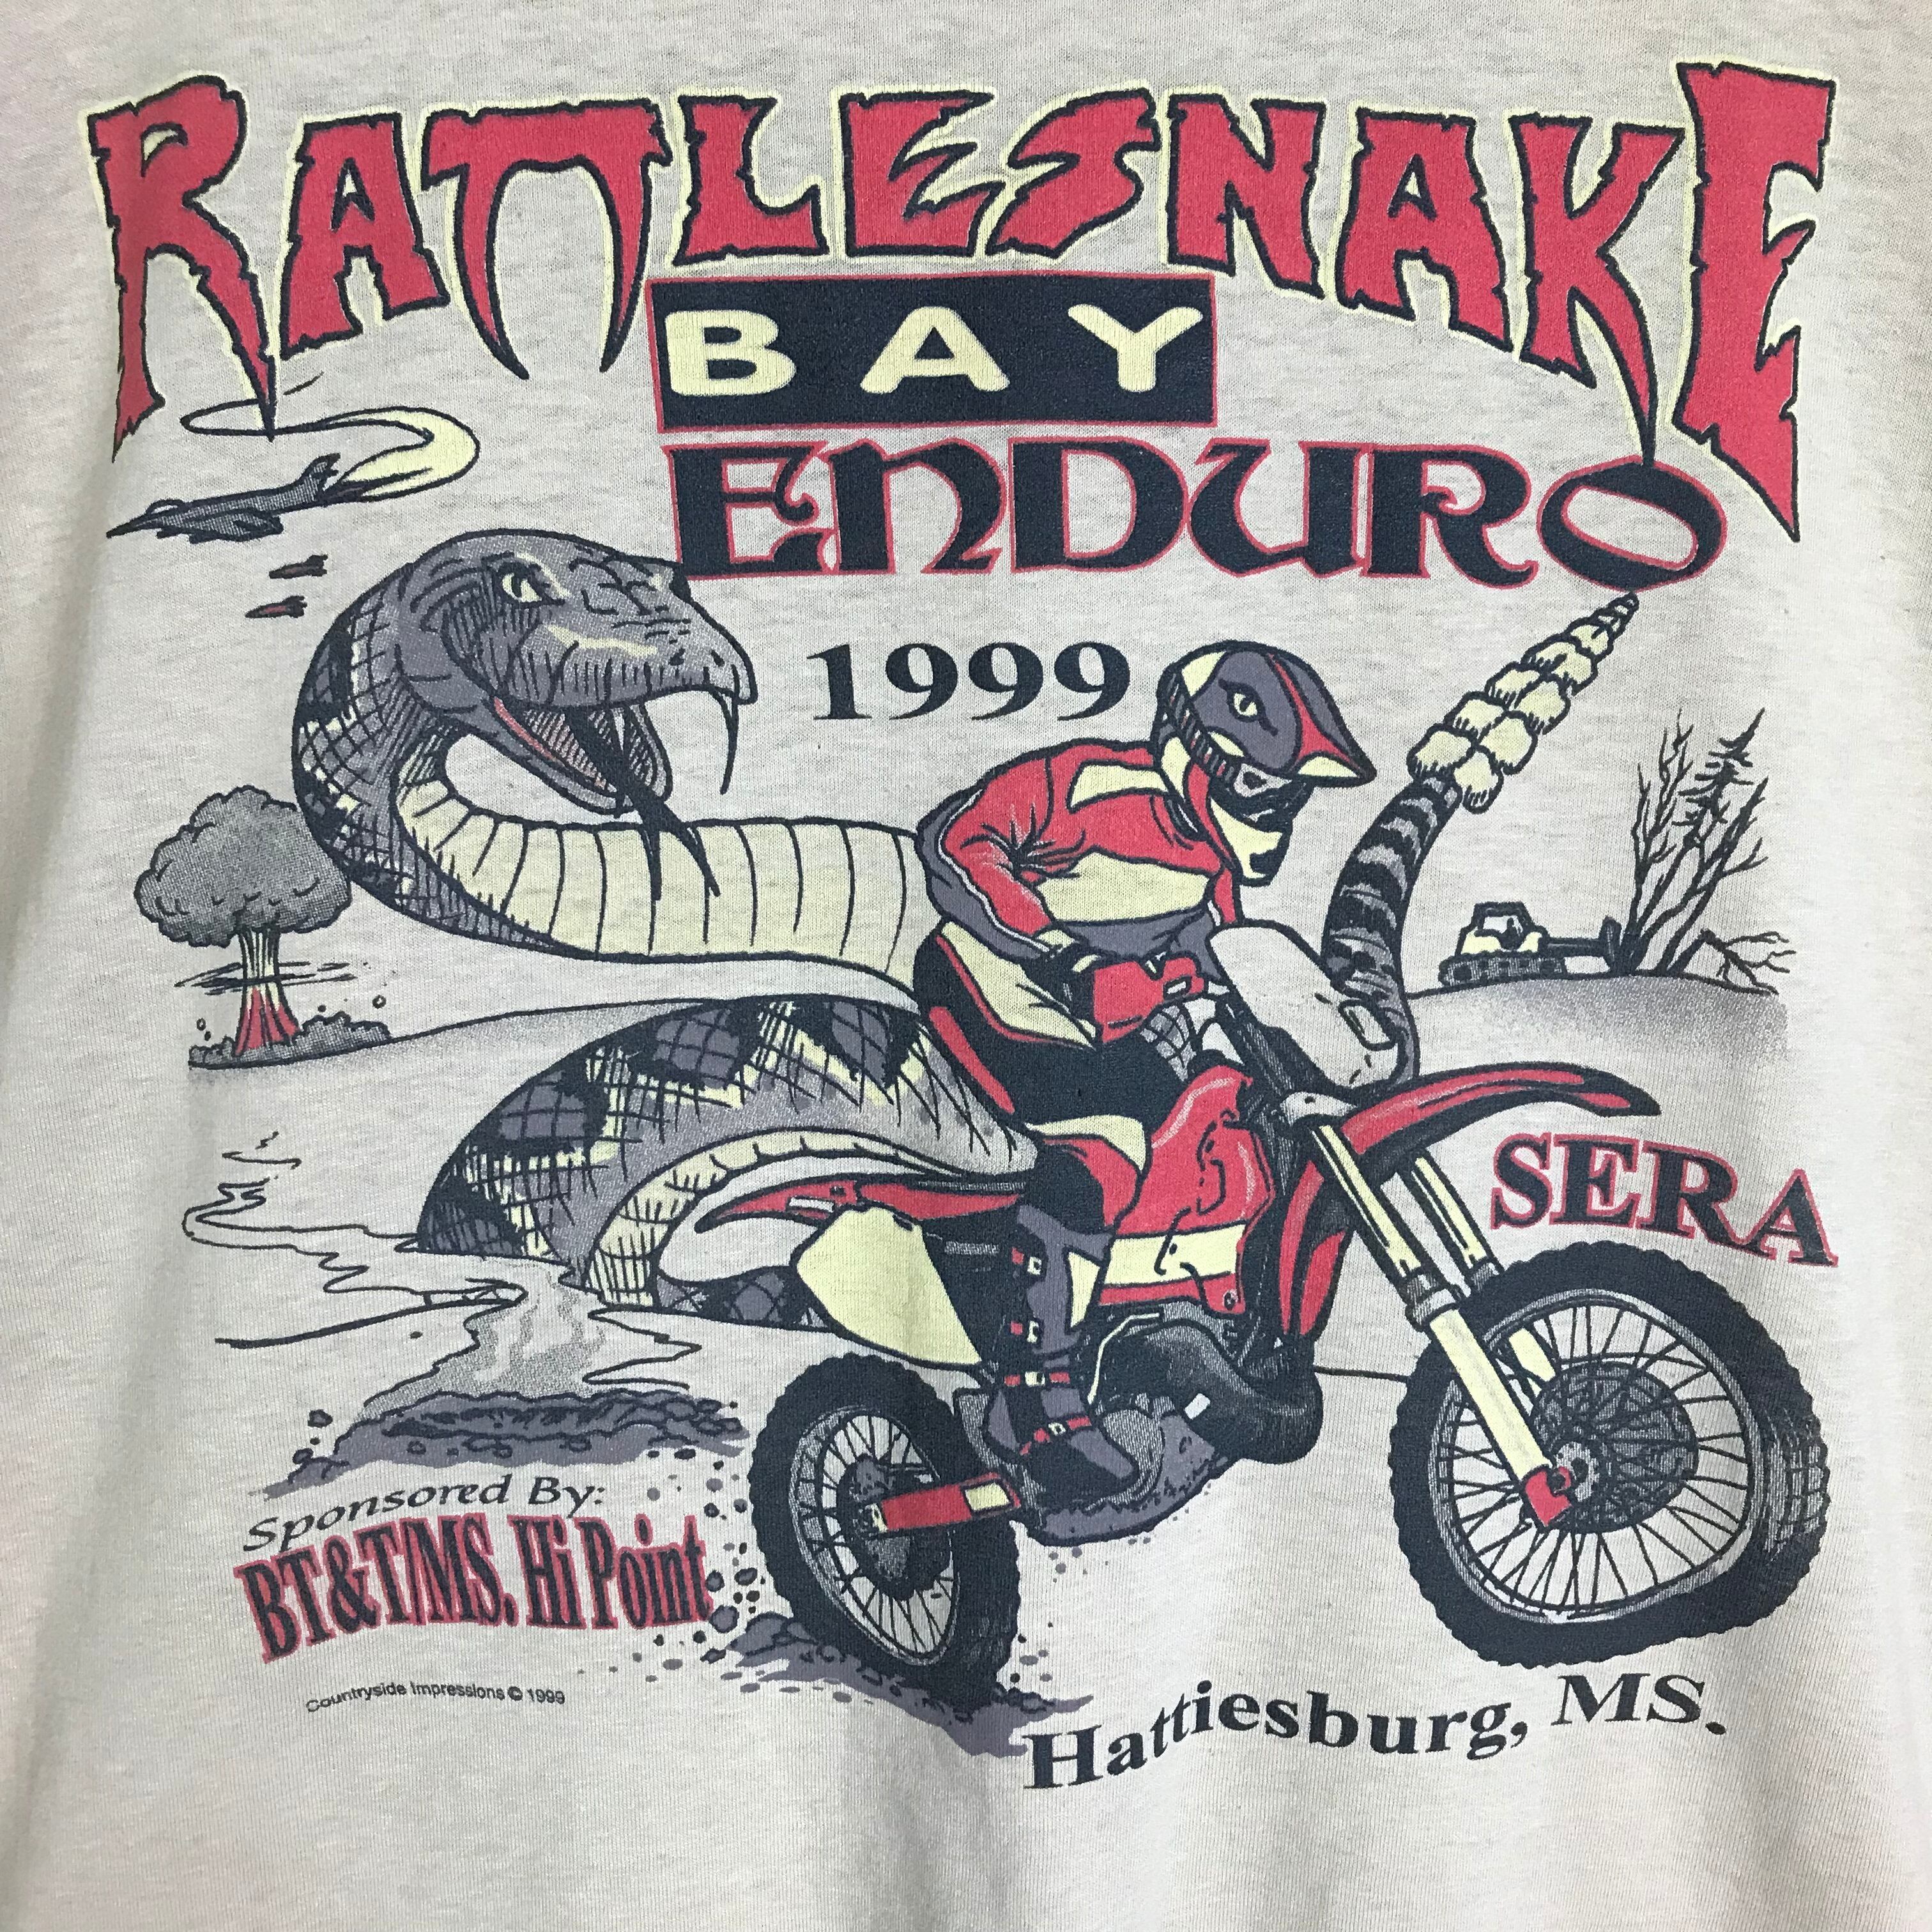 RATTLESNAKE
BAY
ENDURO
1999
SERA
Sponsored By:
BT&T/MS. Hi Point
Countryside Impressions © 1999
Hattiesburg, MS.